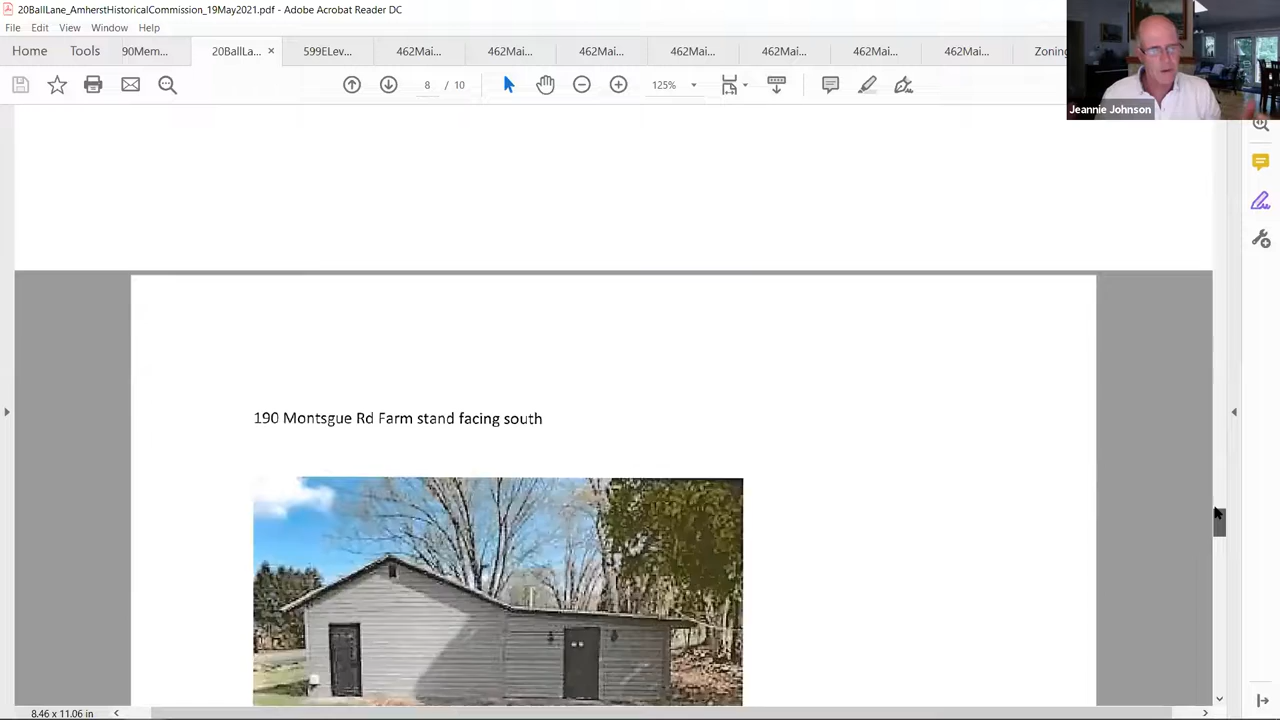 20BallLane_AmherstHistoricalCommission_19May2021.pdf - Adobe Acrobat Reader DC
File Edit View Window Help
Home Tools 90Mem... 20BallLa... × 599ELev... 462Mai... 462Mai... 462Mai... 462Mai... 462Mai... 462Mai... 462Mai... Zoning
8 / 10 125%
Jeannie Johnson
190 Montsgue Rd Farm stand facing south
8.46 x 11.06 in